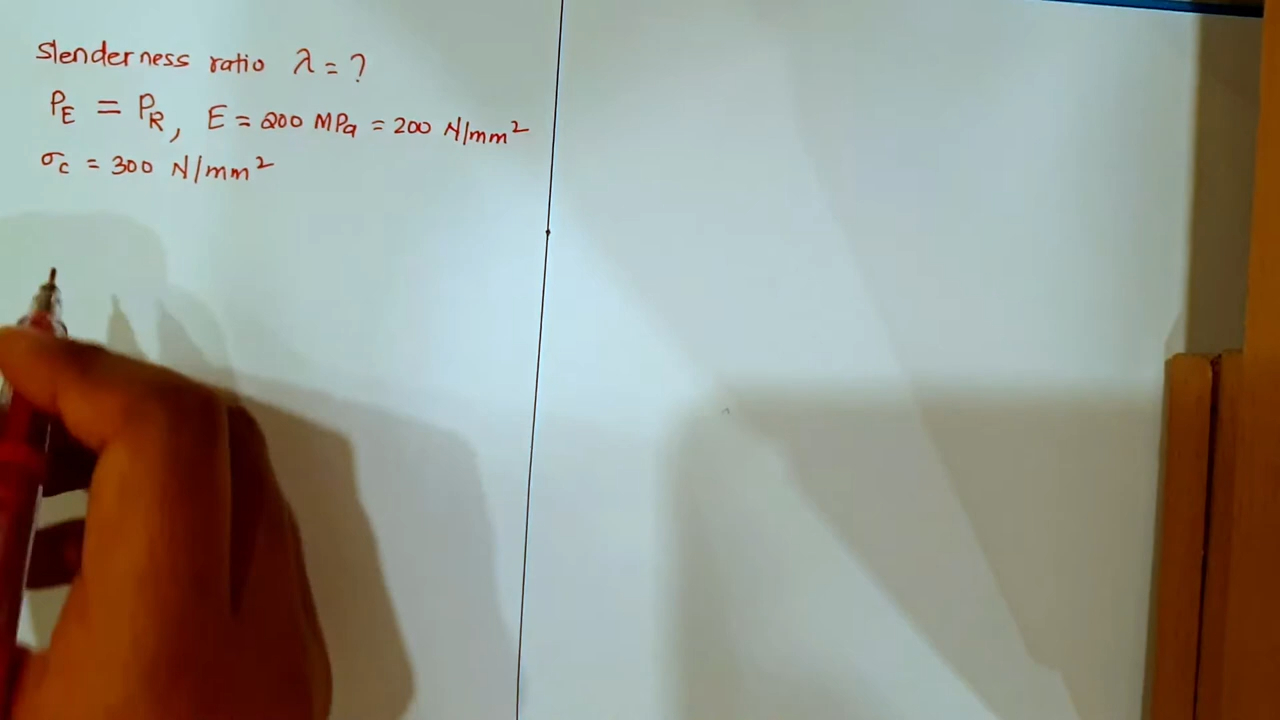 Slenderness ratio λ = ?
P_E = P_R, E = 200 MPa = 200 N/mm²
σ_c = 300 N/mm²